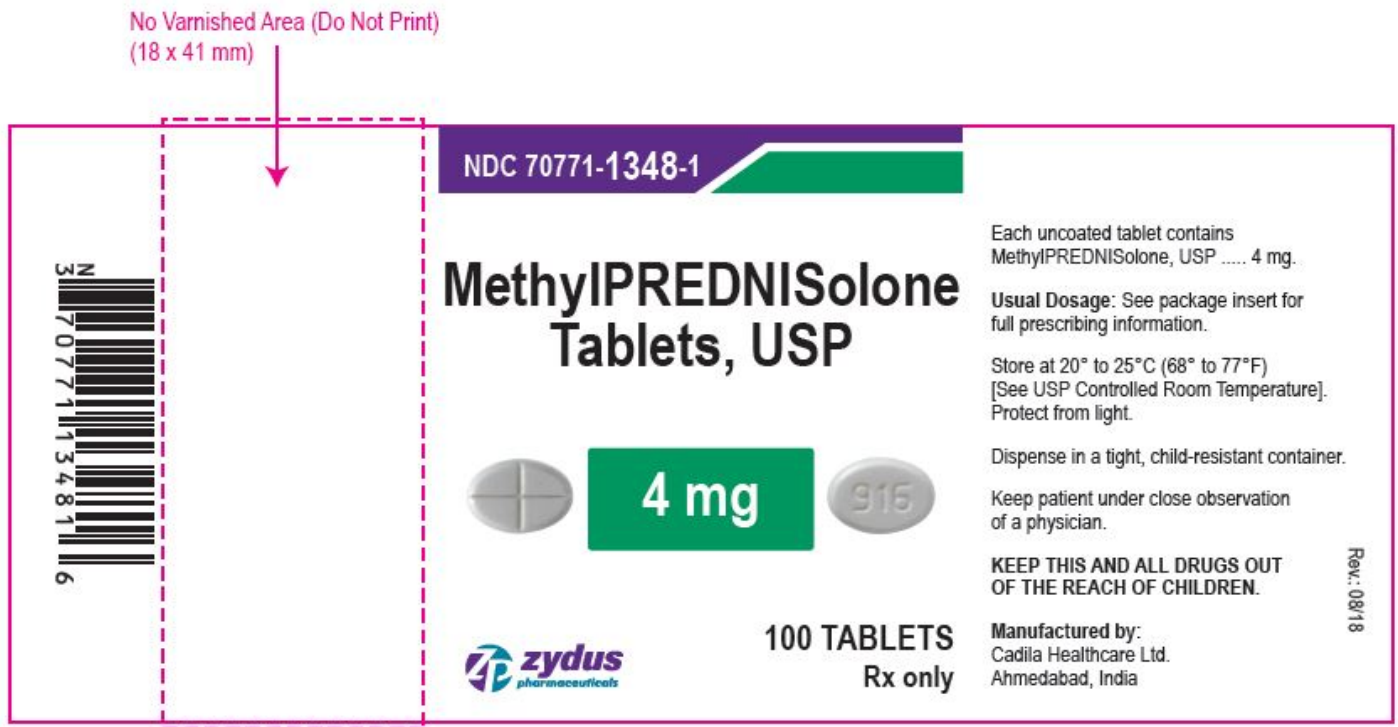 No Varnished Area (Do Not Print)
(18 x 41 mm)
N
3 70771 13481 6
NDC 70771-1348-1
MethylPREDNISolone
Tablets, USP
4 mg
916
zydus
pharmaceuticals
100 TABLETS
Rx only
Each uncoated tablet contains
MethylPREDNISolone, USP ..... 4 mg.
Usual Dosage: See package insert for
full prescribing information.
Store at 20° to 25°C (68° to 77°F)
[See USP Controlled Room Temperature].
Protect from light.
Dispense in a tight, child-resistant container.
Keep patient under close observation
of a physician.
KEEP THIS AND ALL DRUGS OUT
OF THE REACH OF CHILDREN.
Manufactured by:
Cadila Healthcare Ltd.
Ahmedabad, India
Rev.: 08/18